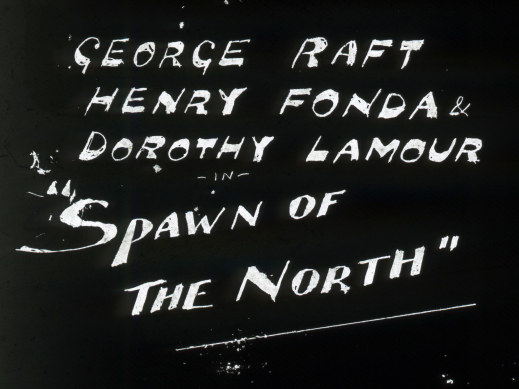 GEORGE RAFT
HENRY FONDA &
DOROTHY LAMOUR
-IN-
"SPAWN OF
THE NORTH"